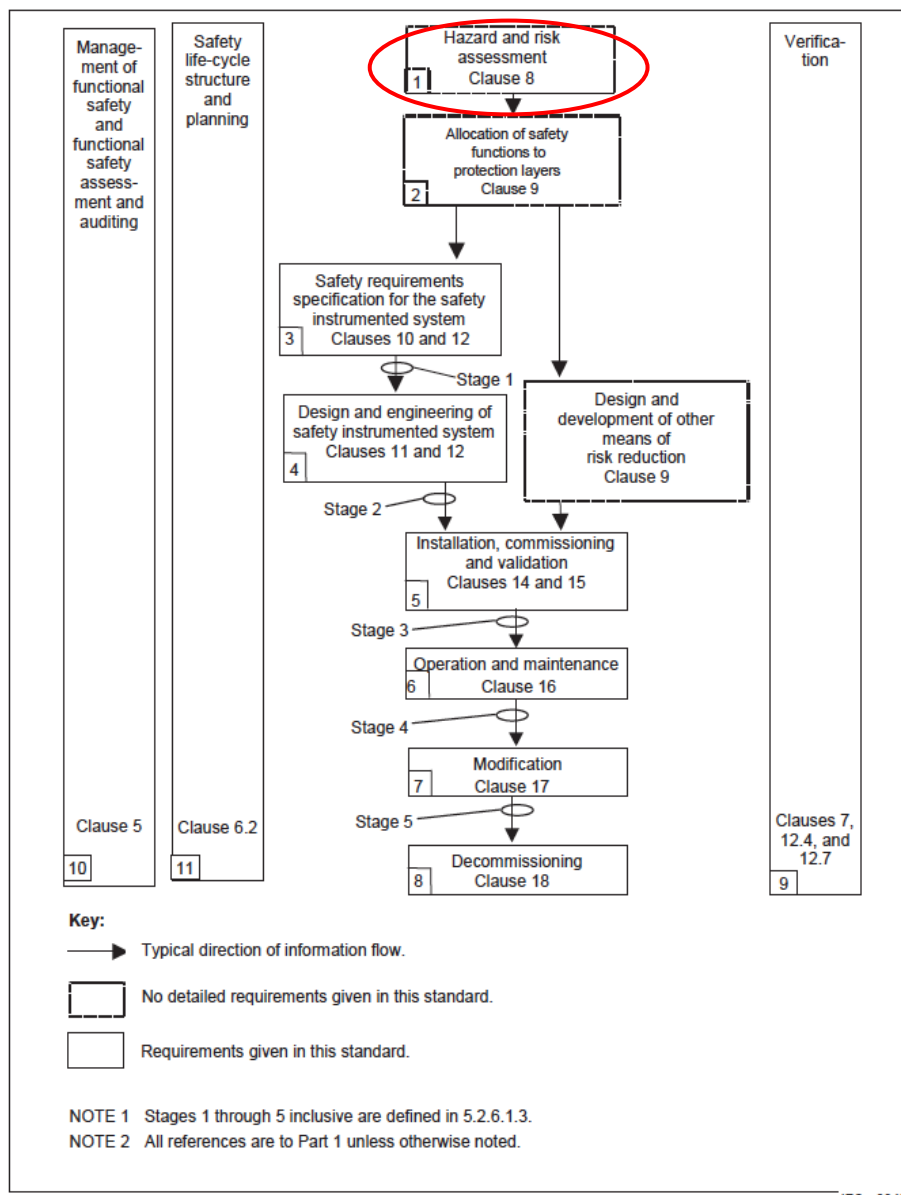 Manage-
ment of
functional
safety
and
functional
safety
assess-
ment and
auditing
Clause 5
10
Safety
life-cycle
structure
and
planning
Clause 6.2
11
Hazard and risk
assessment
Clause 8
1
Allocation of safety
functions to
protection layers
Clause 9
2
Safety requirements
specification for the safety
instrumented system
Clauses 10 and 12
3
Stage 1
Design and engineering of
safety instrumented system
Clauses 11 and 12
4
Design and
development of other
means of
risk reduction
Clause 9
Stage 2
Installation, commissioning
and validation
Clauses 14 and 15
5
Stage 3
Operation and maintenance
Clause 16
6
Stage 4
Modification
Clause 17
7
Stage 5
Decommissioning
Clause 18
8
Verifica-
tion
Clauses 7,
12.4, and
12.7
9
Key:
Typical direction of information flow.
No detailed requirements given in this standard.
Requirements given in this standard.
NOTE 1 Stages 1 through 5 inclusive are defined in 5.2.6.1.3.
NOTE 2 All references are to Part 1 unless otherwise noted.